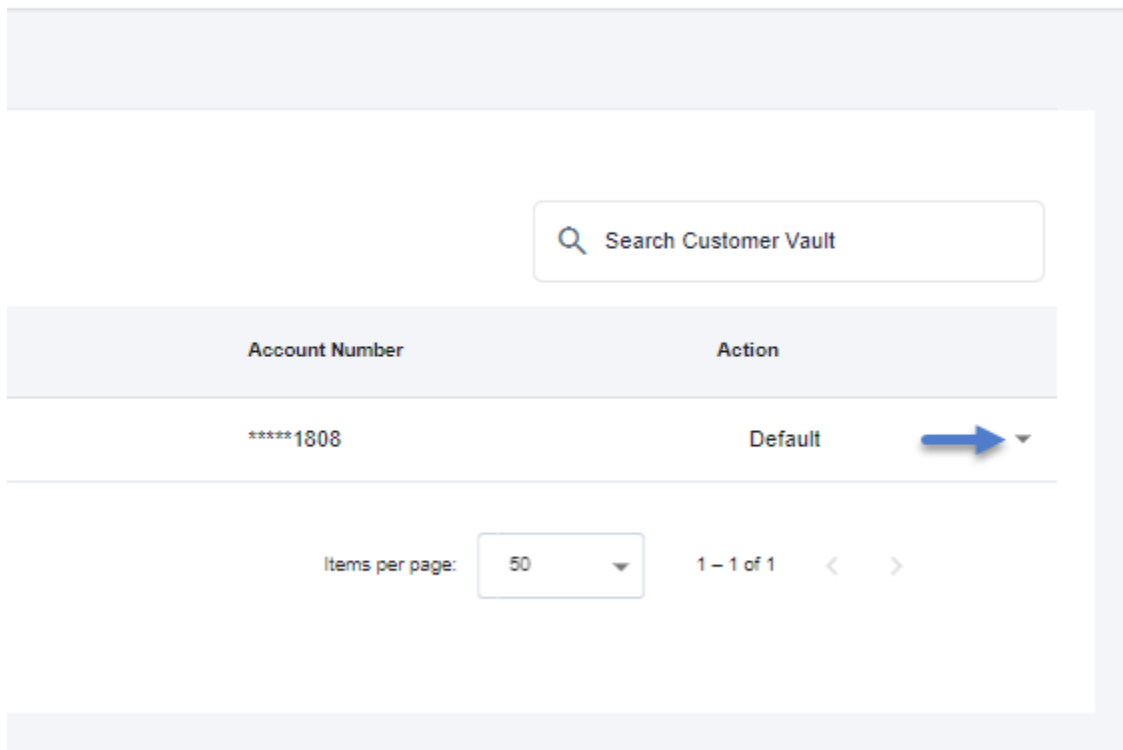 Search Customer Vault
Account Number Action
*****1808 Default
Items per page: 50 1 – 1 of 1